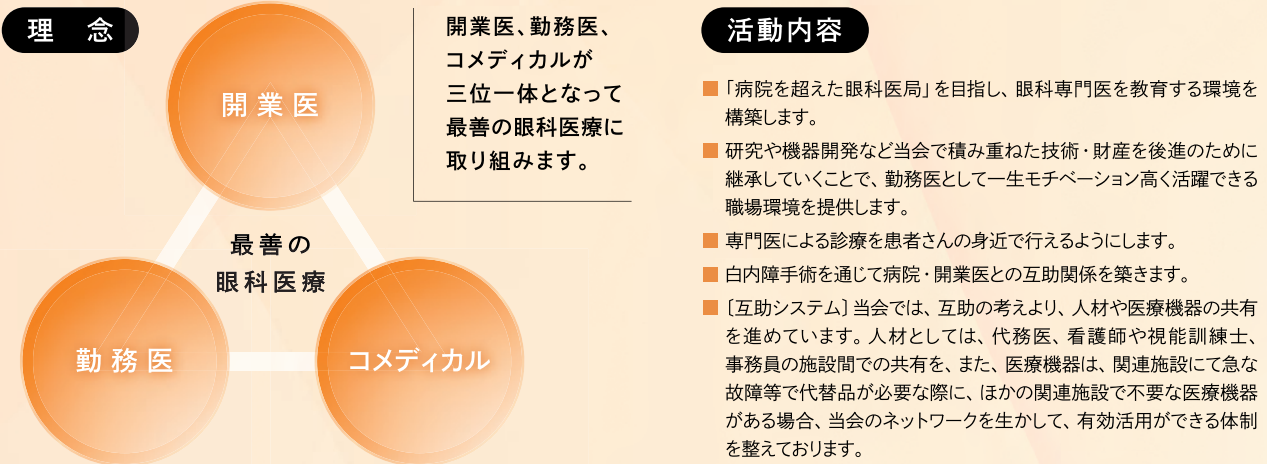 理　念
開業医
最善の
眼科医療
勤務医
コメディカル
開業医、勤務医、
コメディカルが
三位一体となって
最善の眼科医療に
取り組みます。
活動内容
■「病院を超えた眼科医局」を目指し、眼科専門医を教育する環境を
構築します。
■研究や機器開発など当会で積み重ねた技術・財産を後進のために
継承していくことで、勤務医として一生モチベーション高く活躍できる
職場環境を提供します。
■専門医による診療を患者さんの身近で行えるようにします。
■白内障手術を通じて病院・開業医との互助関係を築きます。
■〔互助システム〕当会では、互助の考えより、人材や医療機器の共有
を進めています。人材としては、代務医、看護師や視能訓練士、
事務員の施設間での共有を、また、医療機器は、関連施設にて急な
故障等で代替品が必要な際に、ほかの関連施設で不要な医療機器
がある場合、当会のネットワークを生かして、有効活用ができる体制
を整えております。